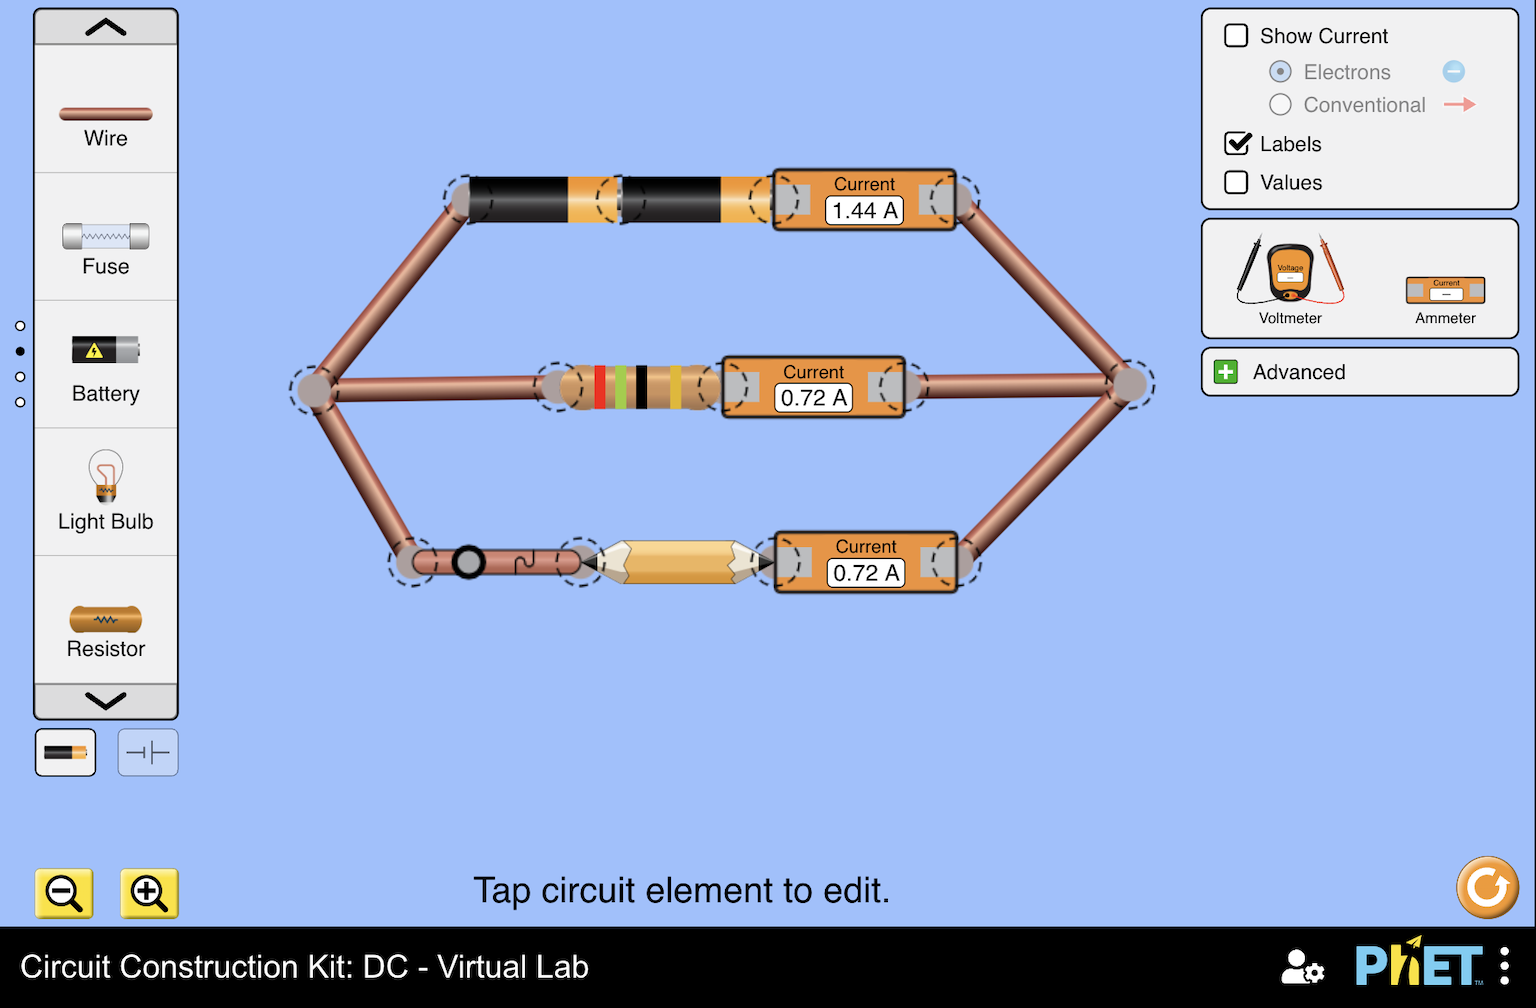 Wire
Fuse
Battery
Light Bulb
Resistor
Current
1.44 A
Current
0.72 A
Current
0.72 A
Show Current
Electrons
Conventional
Labels
Values
Voltage
Voltmeter
Current
Ammeter
Advanced
Tap circuit element to edit.
Circuit Construction Kit: DC - Virtual Lab
PhET™